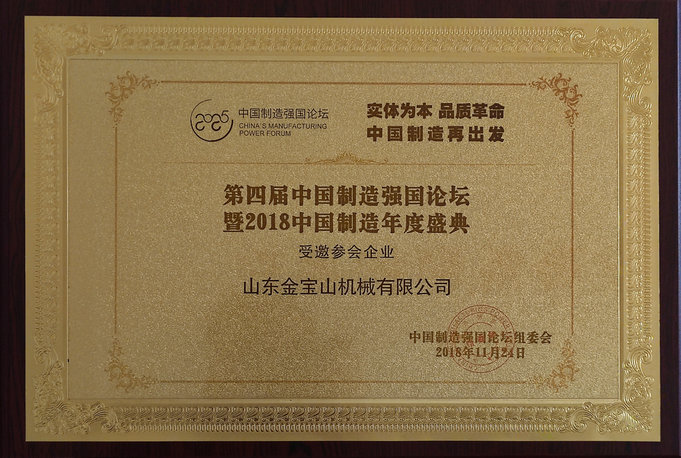 2025
中国制造强国论坛
CHINA'S MANUFACTURING
POWER FORUM
实体为本 品质革命
中国制造再出发
第四届中国制造强国论坛
暨2018中国制造年度盛典
受邀参会企业
山东金宝山机械有限公司
中国制造强国论坛组委会
2018年11月24日